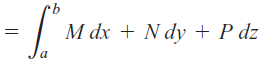 = ∫_a^b M dx + N dy + P dz